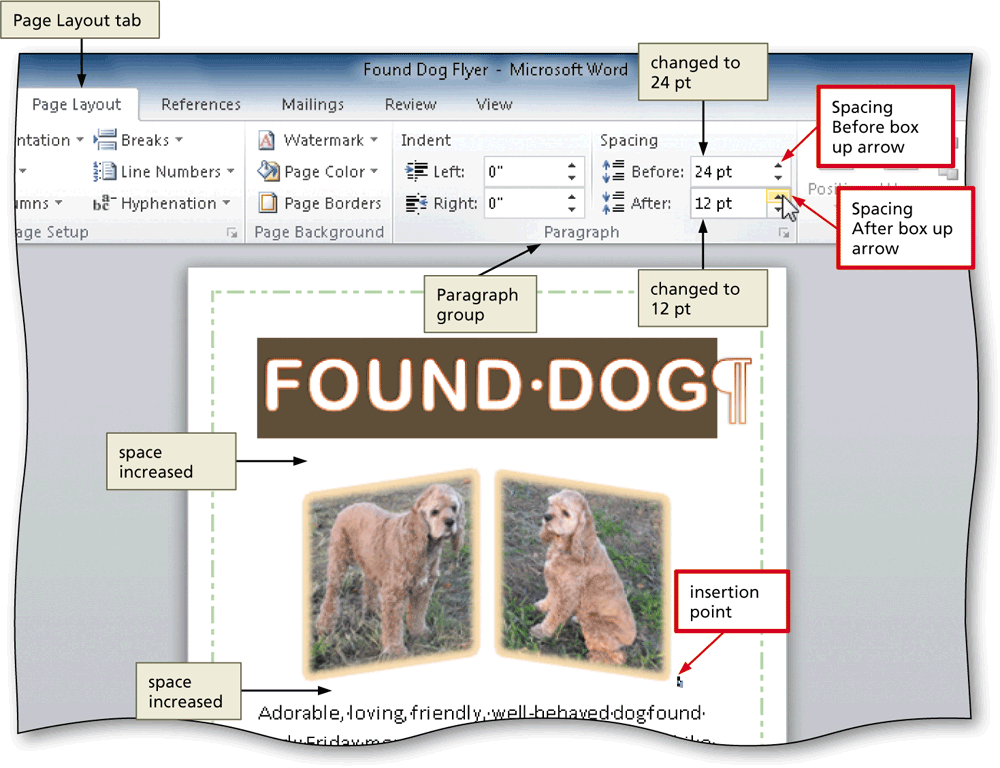 Page Layout tab
Found Dog Flyer - Microsoft Word
changed to
24 pt
Page Layout References Mailings Review View
Spacing
Before box
up arrow
Breaks Watermark Indent Spacing
Line Numbers Page Color Left: 0" Before: 24 pt
Hyphenation Page Borders Right: 0" After: 12 pt
Page Background Paragraph
Spacing
After box up
arrow
Paragraph
group
changed to
12 pt
FOUND·DOG¶
space
increased
insertion
point
space
increased
Adorable,·loving,·friendly,·well-behaved·dog·found·
Friday